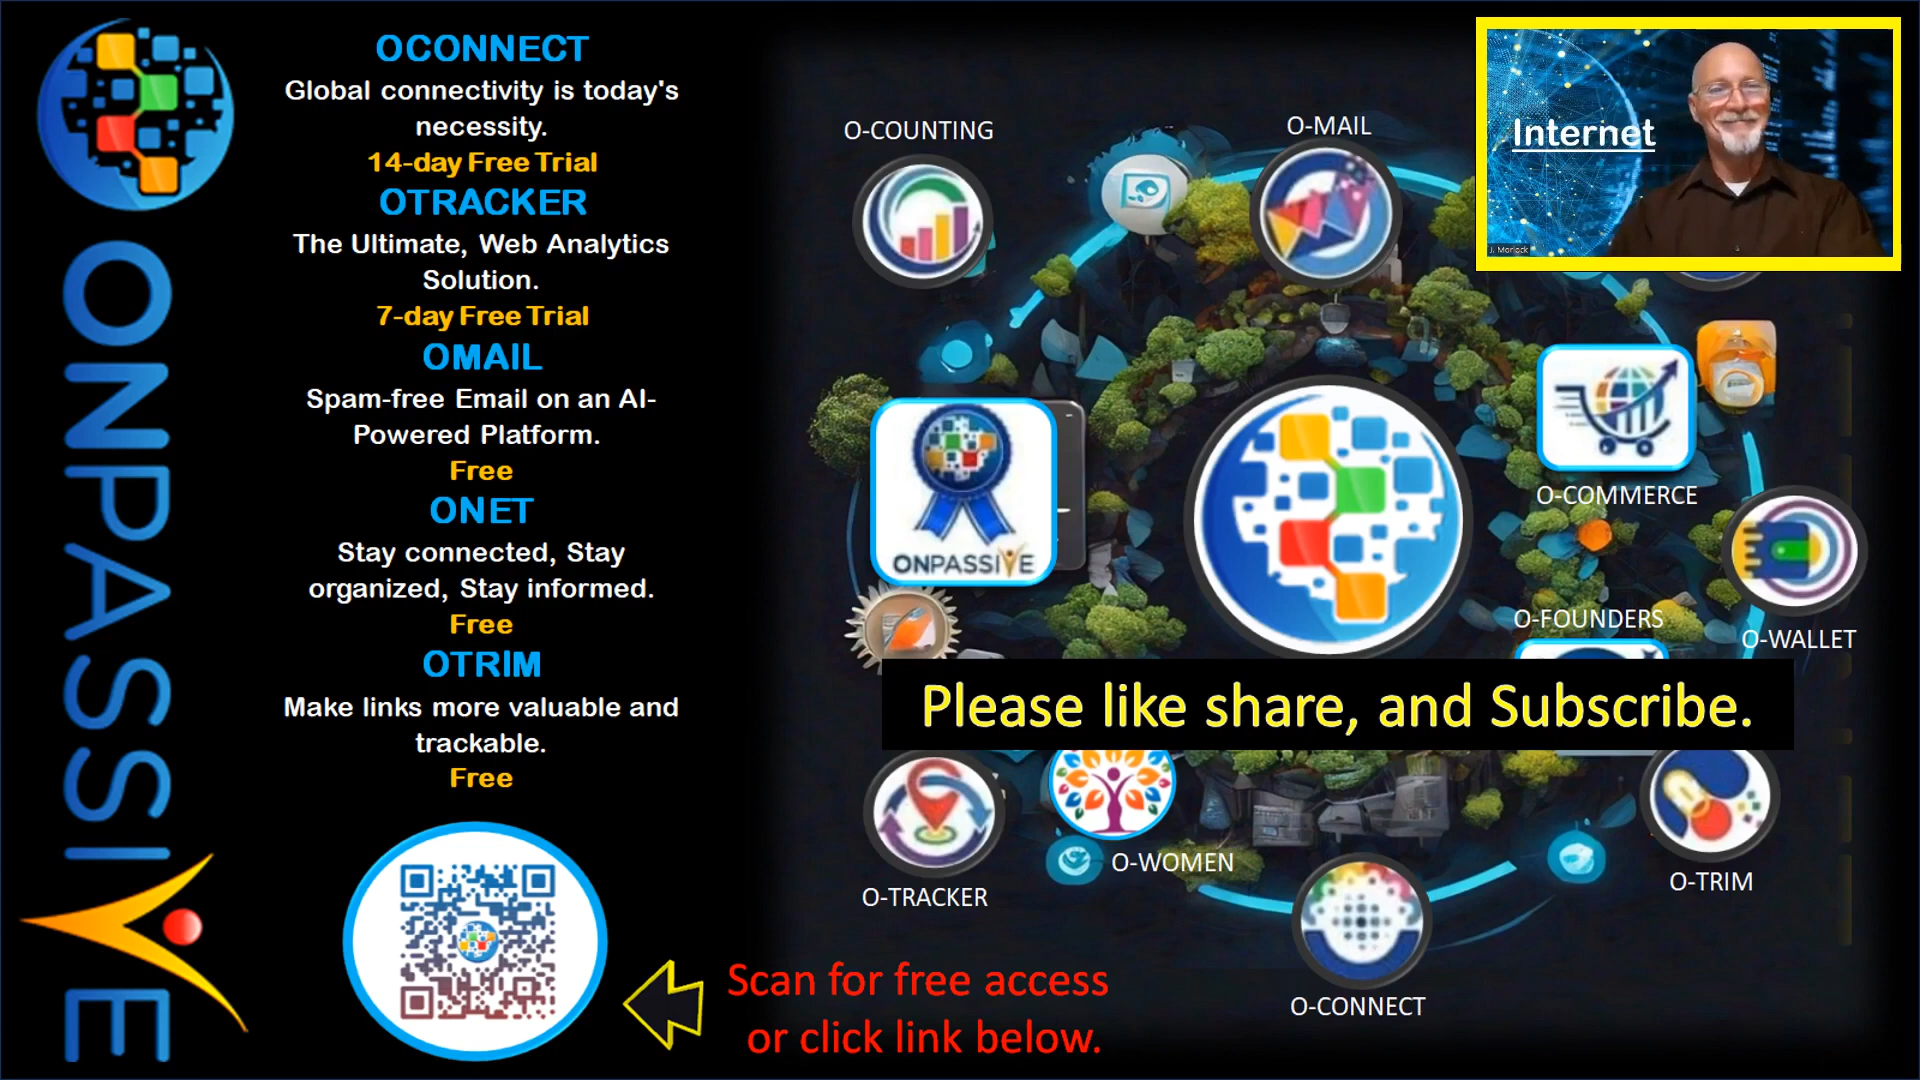 ONPASSIVE
OCONNECT
Global connectivity is today's
necessity.
14-day Free Trial
OTRACKER
The Ultimate, Web Analytics
Solution.
7-day Free Trial
OMAIL
Spam-free Email on an AI-
Powered Platform.
Free
ONET
Stay connected, Stay
organized, Stay informed.
Free
OTRIM
Make links more valuable and
trackable.
Free
Scan for free access
or click link below.
O-COUNTING
O-MAIL
Internet
J. Morlock
ONPASSIVE
O-COMMERCE
O-FOUNDERS
O-WALLET
Please like share, and Subscribe.
O-TRACKER
O-WOMEN
O-TRIM
O-CONNECT